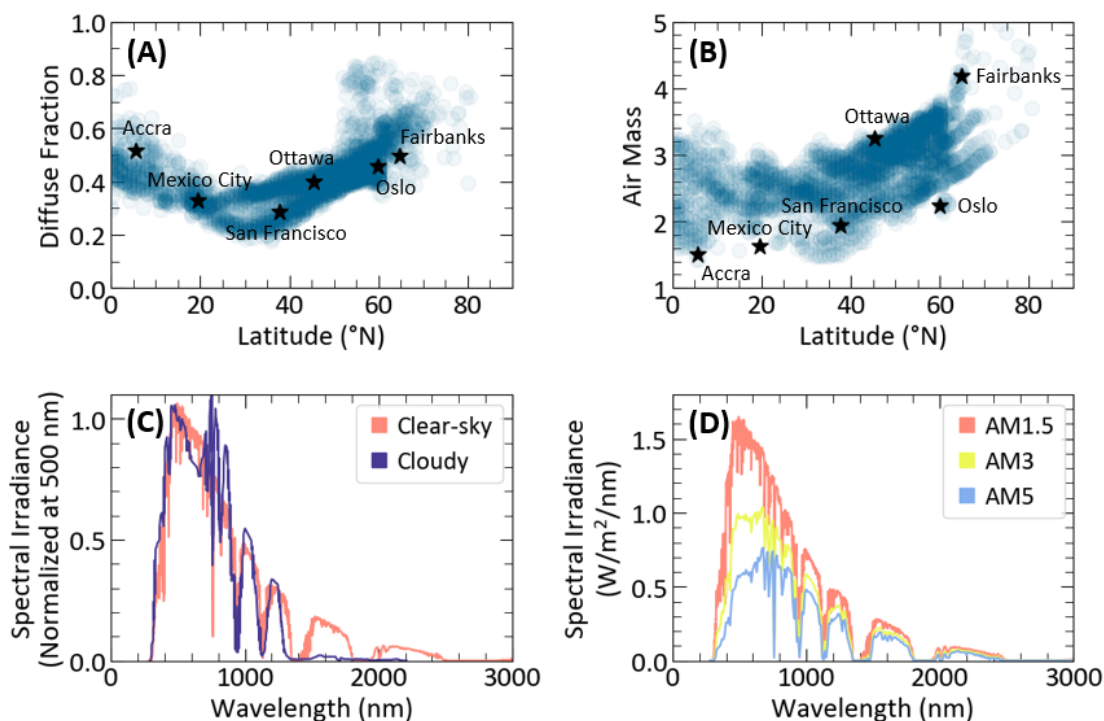 (A)
Diffuse Fraction
1.0
0.8
0.6
0.4
0.2
0.0
Accra
Mexico City
Ottawa
San Francisco
Fairbanks
Oslo
0 20 40 60 80
Latitude (°N)
(B)
Air Mass
5
4
3
2
1
Fairbanks
Ottawa
San Francisco
Oslo
Mexico City
Accra
0 20 40 60 80
Latitude (°N)
(C)
Spectral Irradiance
(Normalized at 500 nm)
1.0
0.5
0.0
Clear-sky
Cloudy
0 1000 2000 3000
Wavelength (nm)
(D)
Spectral Irradiance
(W/m²/nm)
1.5
1.0
0.5
0.0
AM1.5
AM3
AM5
0 1000 2000 3000
Wavelength (nm)